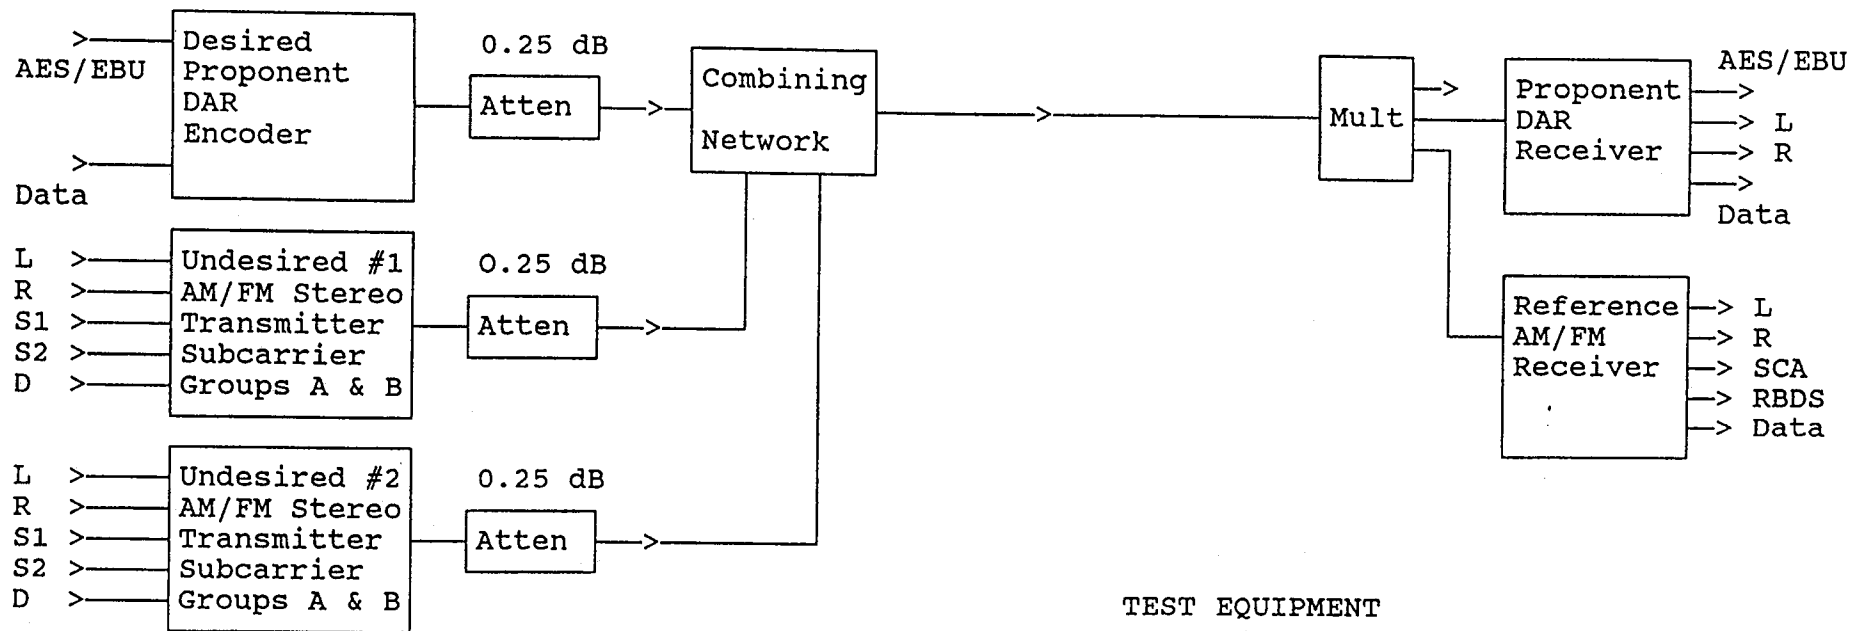 AES/EBU
Data
Desired
Proponent
DAR
Encoder
0.25 dB
Atten
Combining
Network
Mult
Proponent
DAR
Receiver
AES/EBU
L
R
Data
L
R
S1
S2
D
Undesired #1
AM/FM Stereo
Transmitter
Subcarrier
Groups A & B
0.25 dB
Atten
Reference
AM/FM
Receiver
L
R
SCA
RBDS
Data
L
R
S1
S2
D
Undesired #2
AM/FM Stereo
Transmitter
Subcarrier
Groups A & B
0.25 dB
Atten
TEST EQUIPMENT